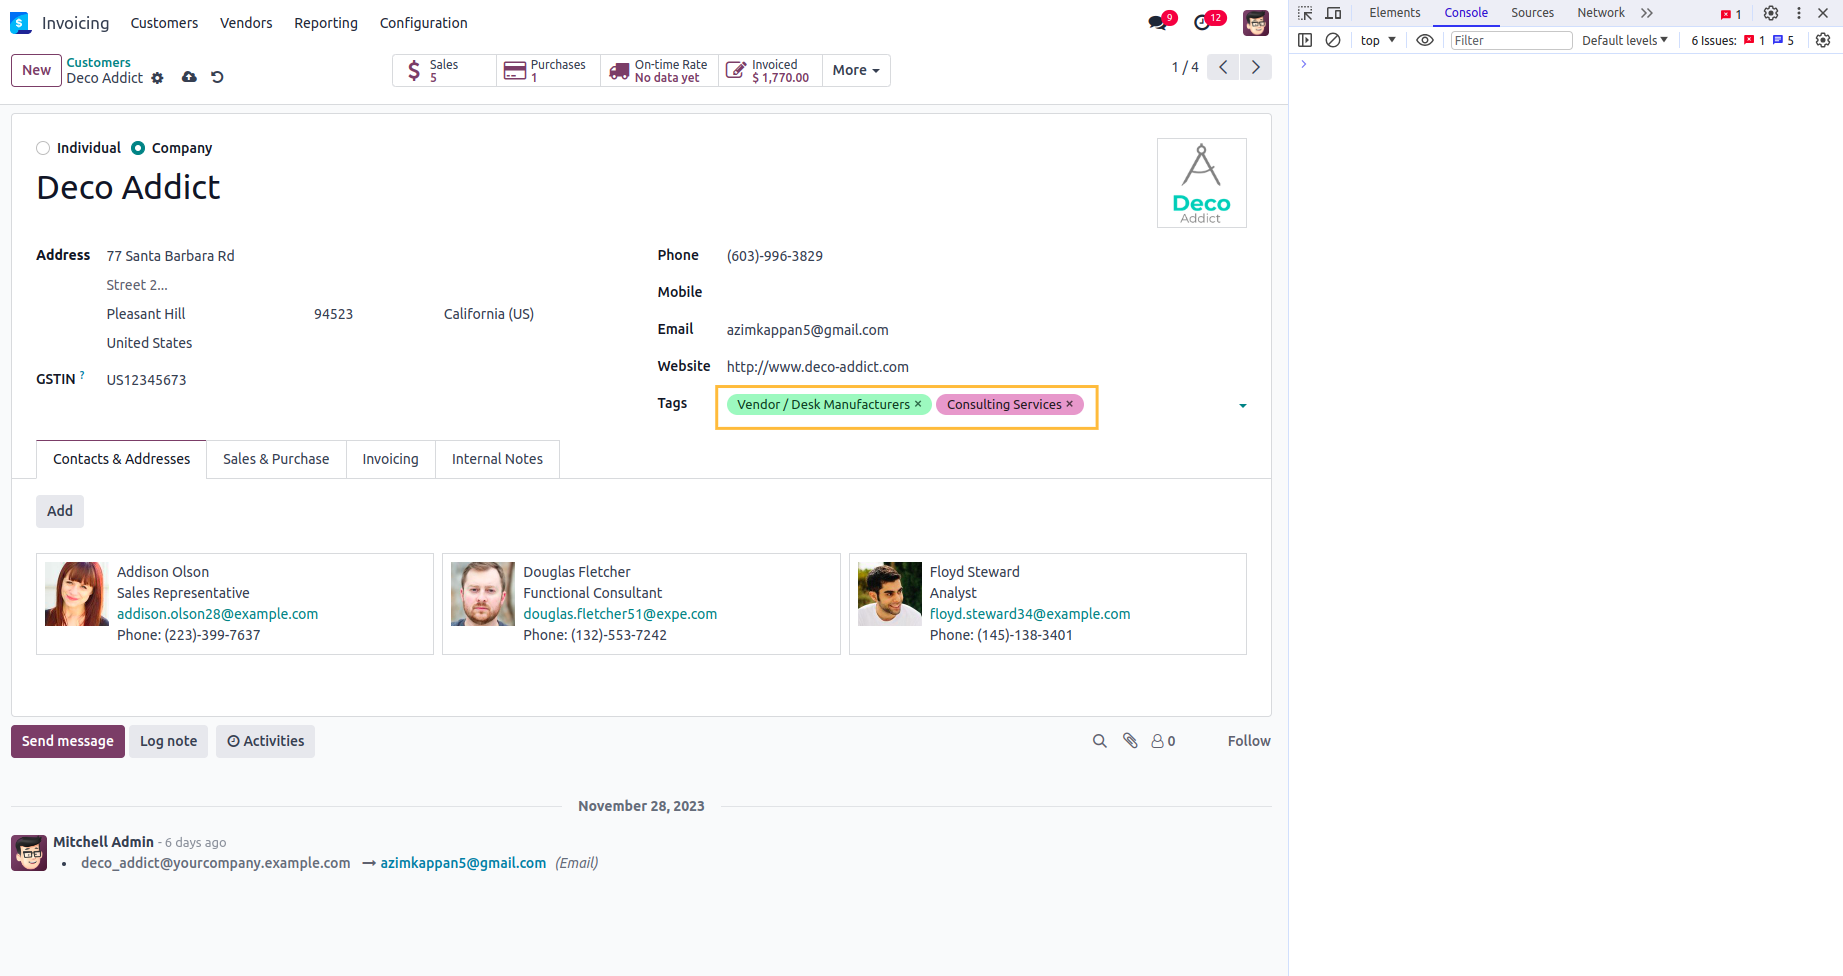 Invoicing Customers Vendors Reporting Configuration 9 12
New Customers Deco Addict
Sales 5 Purchases 1 On-time Rate No data yet Invoiced $ 1,770.00 More 1 / 4
Individual Company
Deco Addict
Deco Addict
Address 77 Santa Barbara Rd
Street 2...
Pleasant Hill 94523 California (US)
United States
GSTIN ? US12345673
Phone (603)-996-3829
Mobile
Email azimkappan5@gmail.com
Website http://www.deco-addict.com
Tags Vendor / Desk Manufacturers × Consulting Services ×
Contacts & Addresses Sales & Purchase Invoicing Internal Notes
Add
Addison Olson
Sales Representative
addison.olson28@example.com
Phone: (223)-399-7637
Douglas Fletcher
Functional Consultant
douglas.fletcher51@expe.com
Phone: (132)-553-7242
Floyd Steward
Analyst
floyd.steward34@example.com
Phone: (145)-138-3401
Send message Log note Activities 0 Follow
November 28, 2023
Mitchell Admin - 6 days ago
• deco_addict@yourcompany.example.com → azimkappan5@gmail.com (Email)
Elements Console Sources Network 1
top Filter Default levels 6 Issues: 1 5